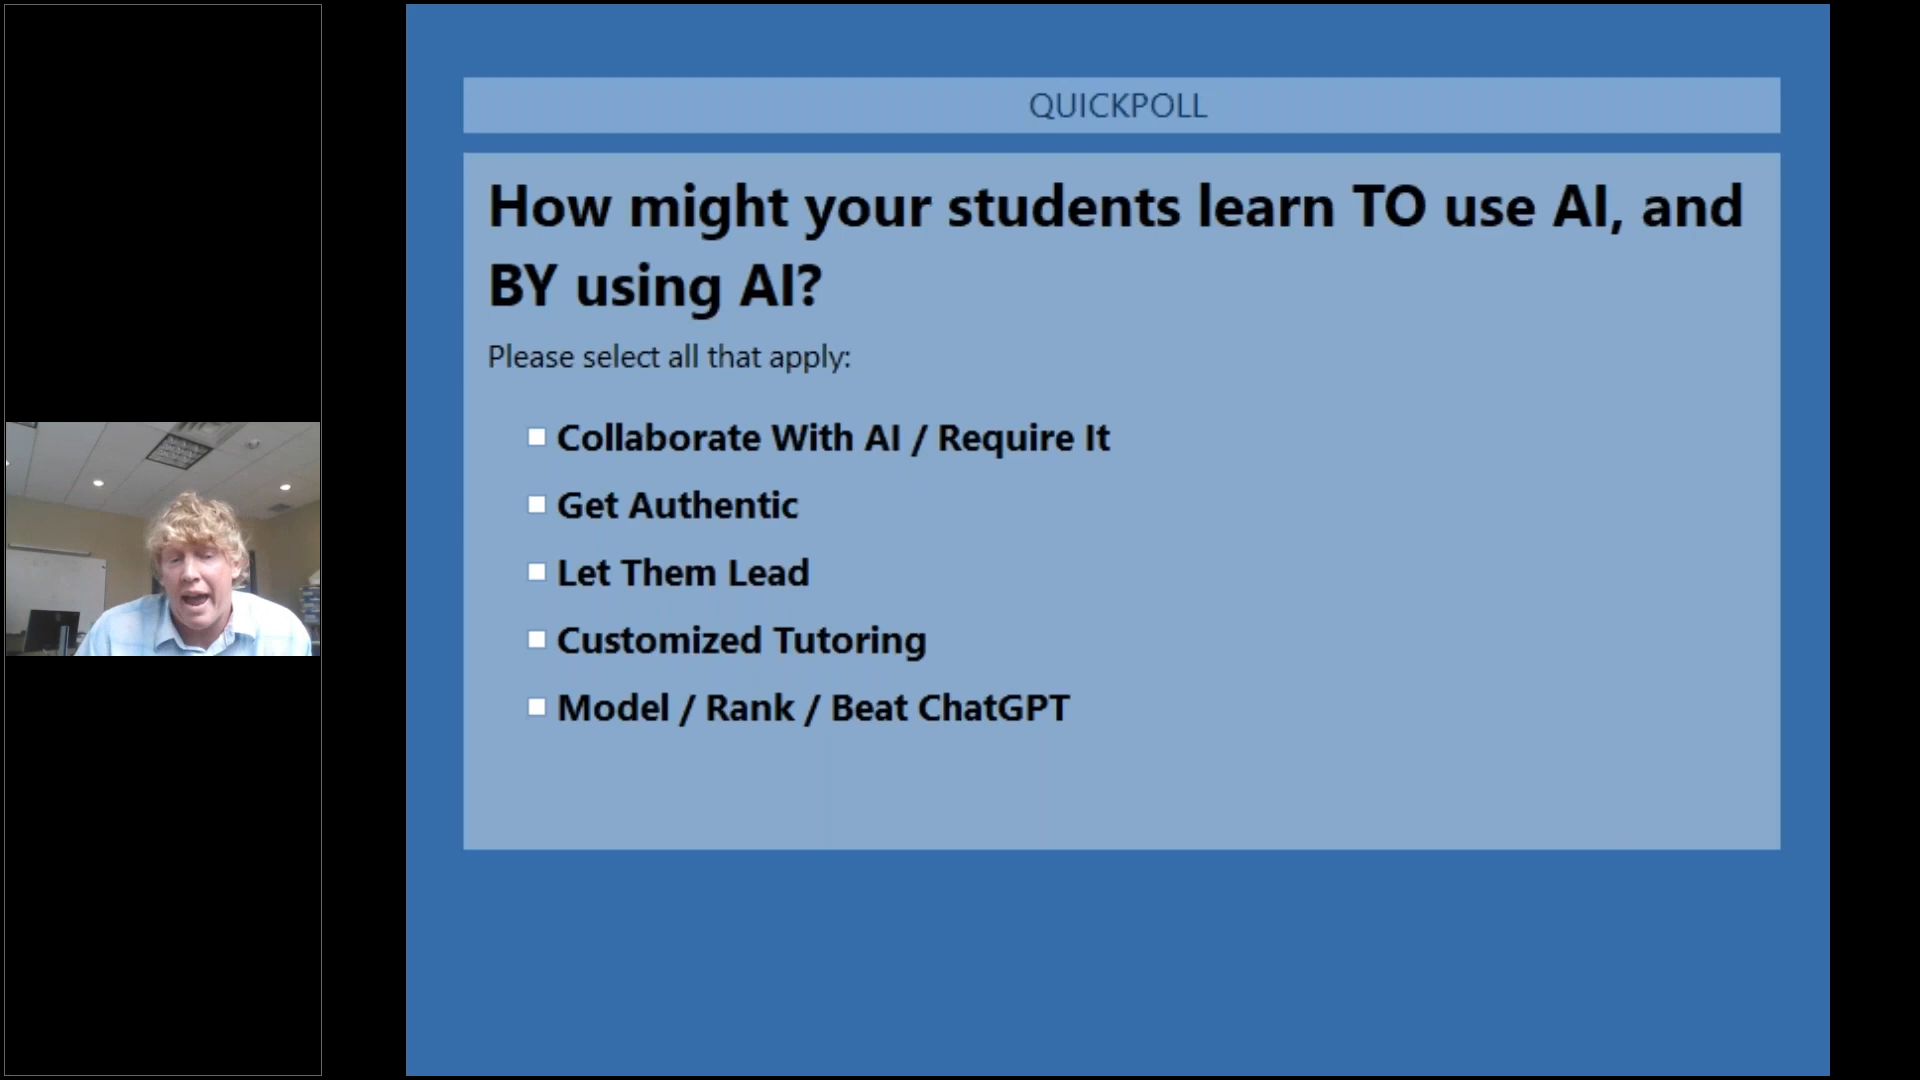 QUICKPOLL
How might your students learn TO use AI, and
BY using AI?
Please select all that apply:
Collaborate With AI / Require It
Get Authentic
Let Them Lead
Customized Tutoring
Model / Rank / Beat ChatGPT